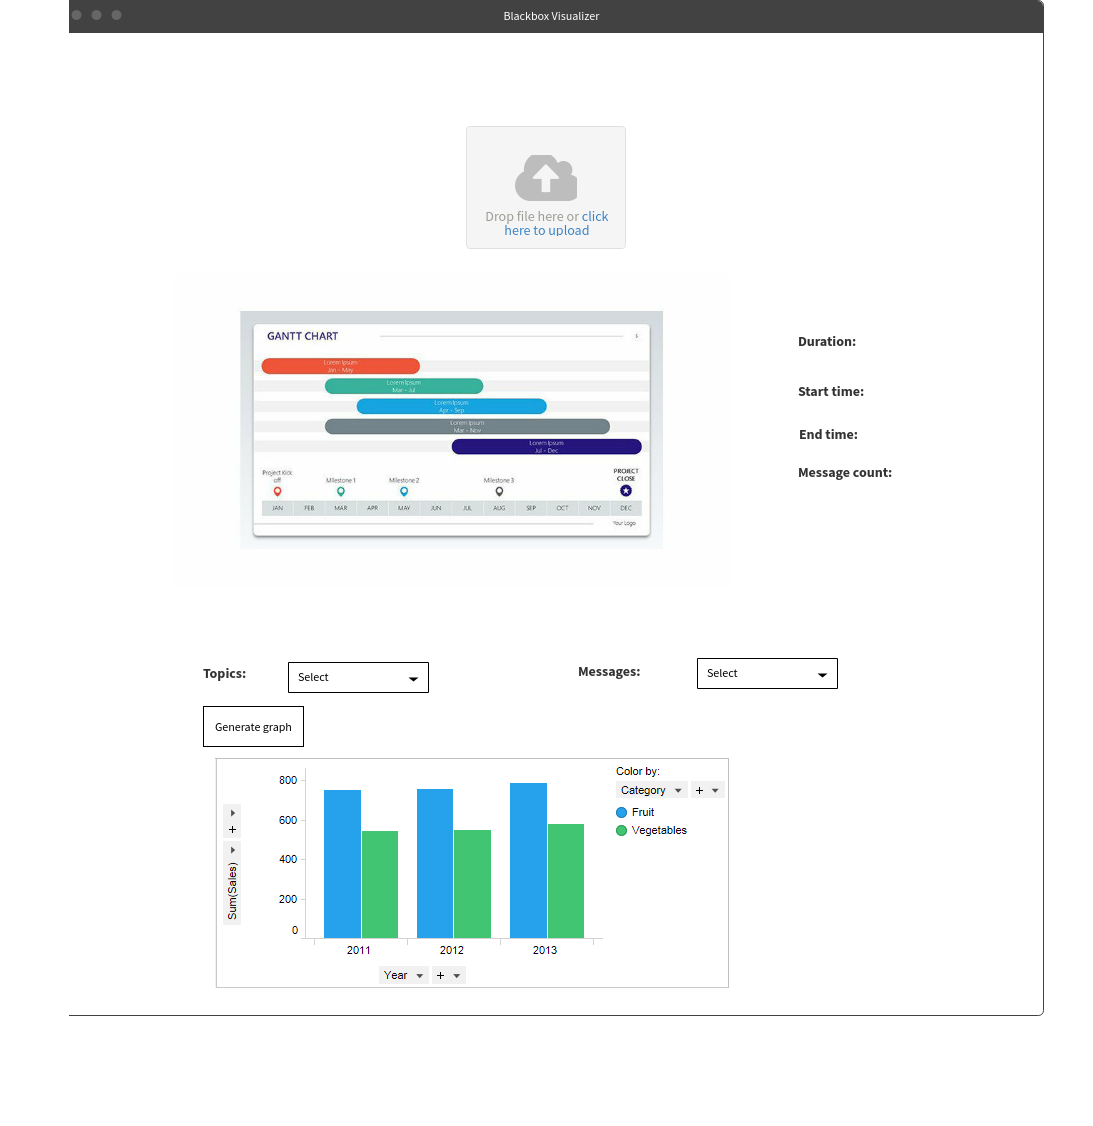 Blackbox Visualizer
Drop file here or click
here to upload
GANTT CHART
Lorem Ipsum
Jan - May
Lorem Ipsum
Mar - Jul
Lorem Ipsum
Apr - Sep
Lorem Ipsum
Mar - Nov
Lorem Ipsum
Jul - Dec
Project Kick
off
Milestone 1
Milestone 2
Milestone 3
PROJECT
CLOSE
JAN FEB MAR APR MAY JUN JUL AUG SEP OCT NOV DEC
Your Logo
Duration:
Start time:
End time:
Message count:
Topics:
Select
Messages:
Select
Generate graph
800
600
400
200
0
+
Sum(Sales)
2011 2012 2013
Year +
Color by:
Category +
Fruit
Vegetables